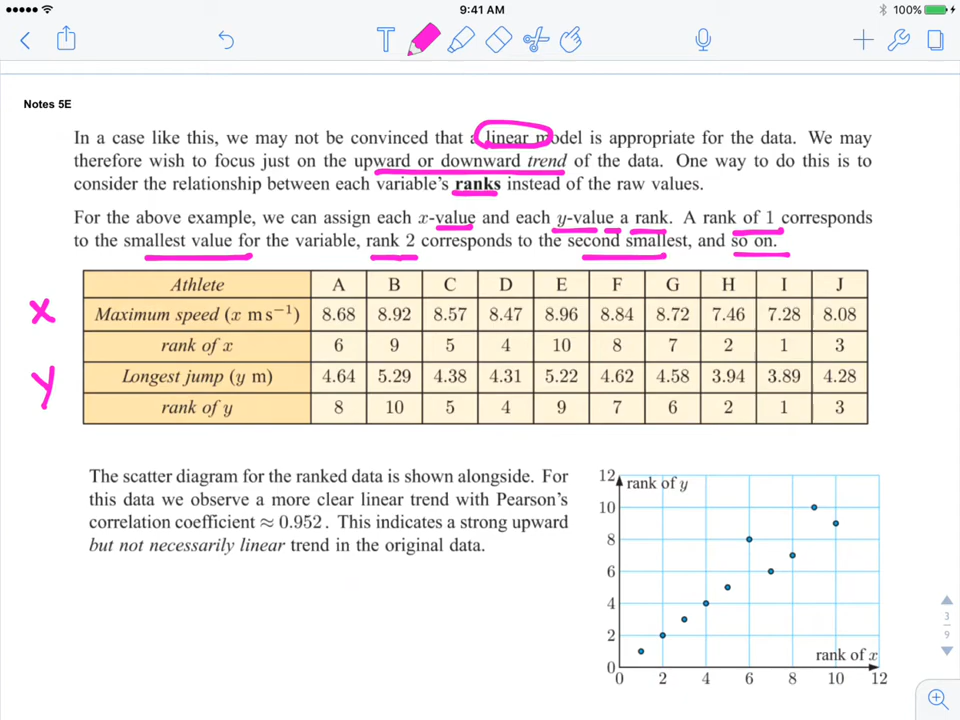 9:41 AM
100%
T
Notes 5E
In a case like this, we may not be convinced that a linear model is appropriate for the data. We may
therefore wish to focus just on the upward or downward trend of the data. One way to do this is to
consider the relationship between each variable's ranks instead of the raw values.
For the above example, we can assign each x-value and each y-value a rank. A rank of 1 corresponds
to the smallest value for the variable, rank 2 corresponds to the second smallest, and so on.
Athlete A B C D E F G H I J
x Maximum speed (x m s⁻¹) 8.68 8.92 8.57 8.47 8.96 8.84 8.72 7.46 7.28 8.08
rank of x 6 9 5 4 10 8 7 2 1 3
y Longest jump (y m) 4.64 5.29 4.38 4.31 5.22 4.62 4.58 3.94 3.89 4.28
rank of y 8 10 5 4 9 7 6 2 1 3
The scatter diagram for the ranked data is shown alongside. For
this data we observe a more clear linear trend with Pearson's
correlation coefficient ≈ 0.952. This indicates a strong upward
but not necessarily linear trend in the original data.
12 rank of y
10
8
6
4
2
0
rank of x
0 2 4 6 8 10 12
3
9